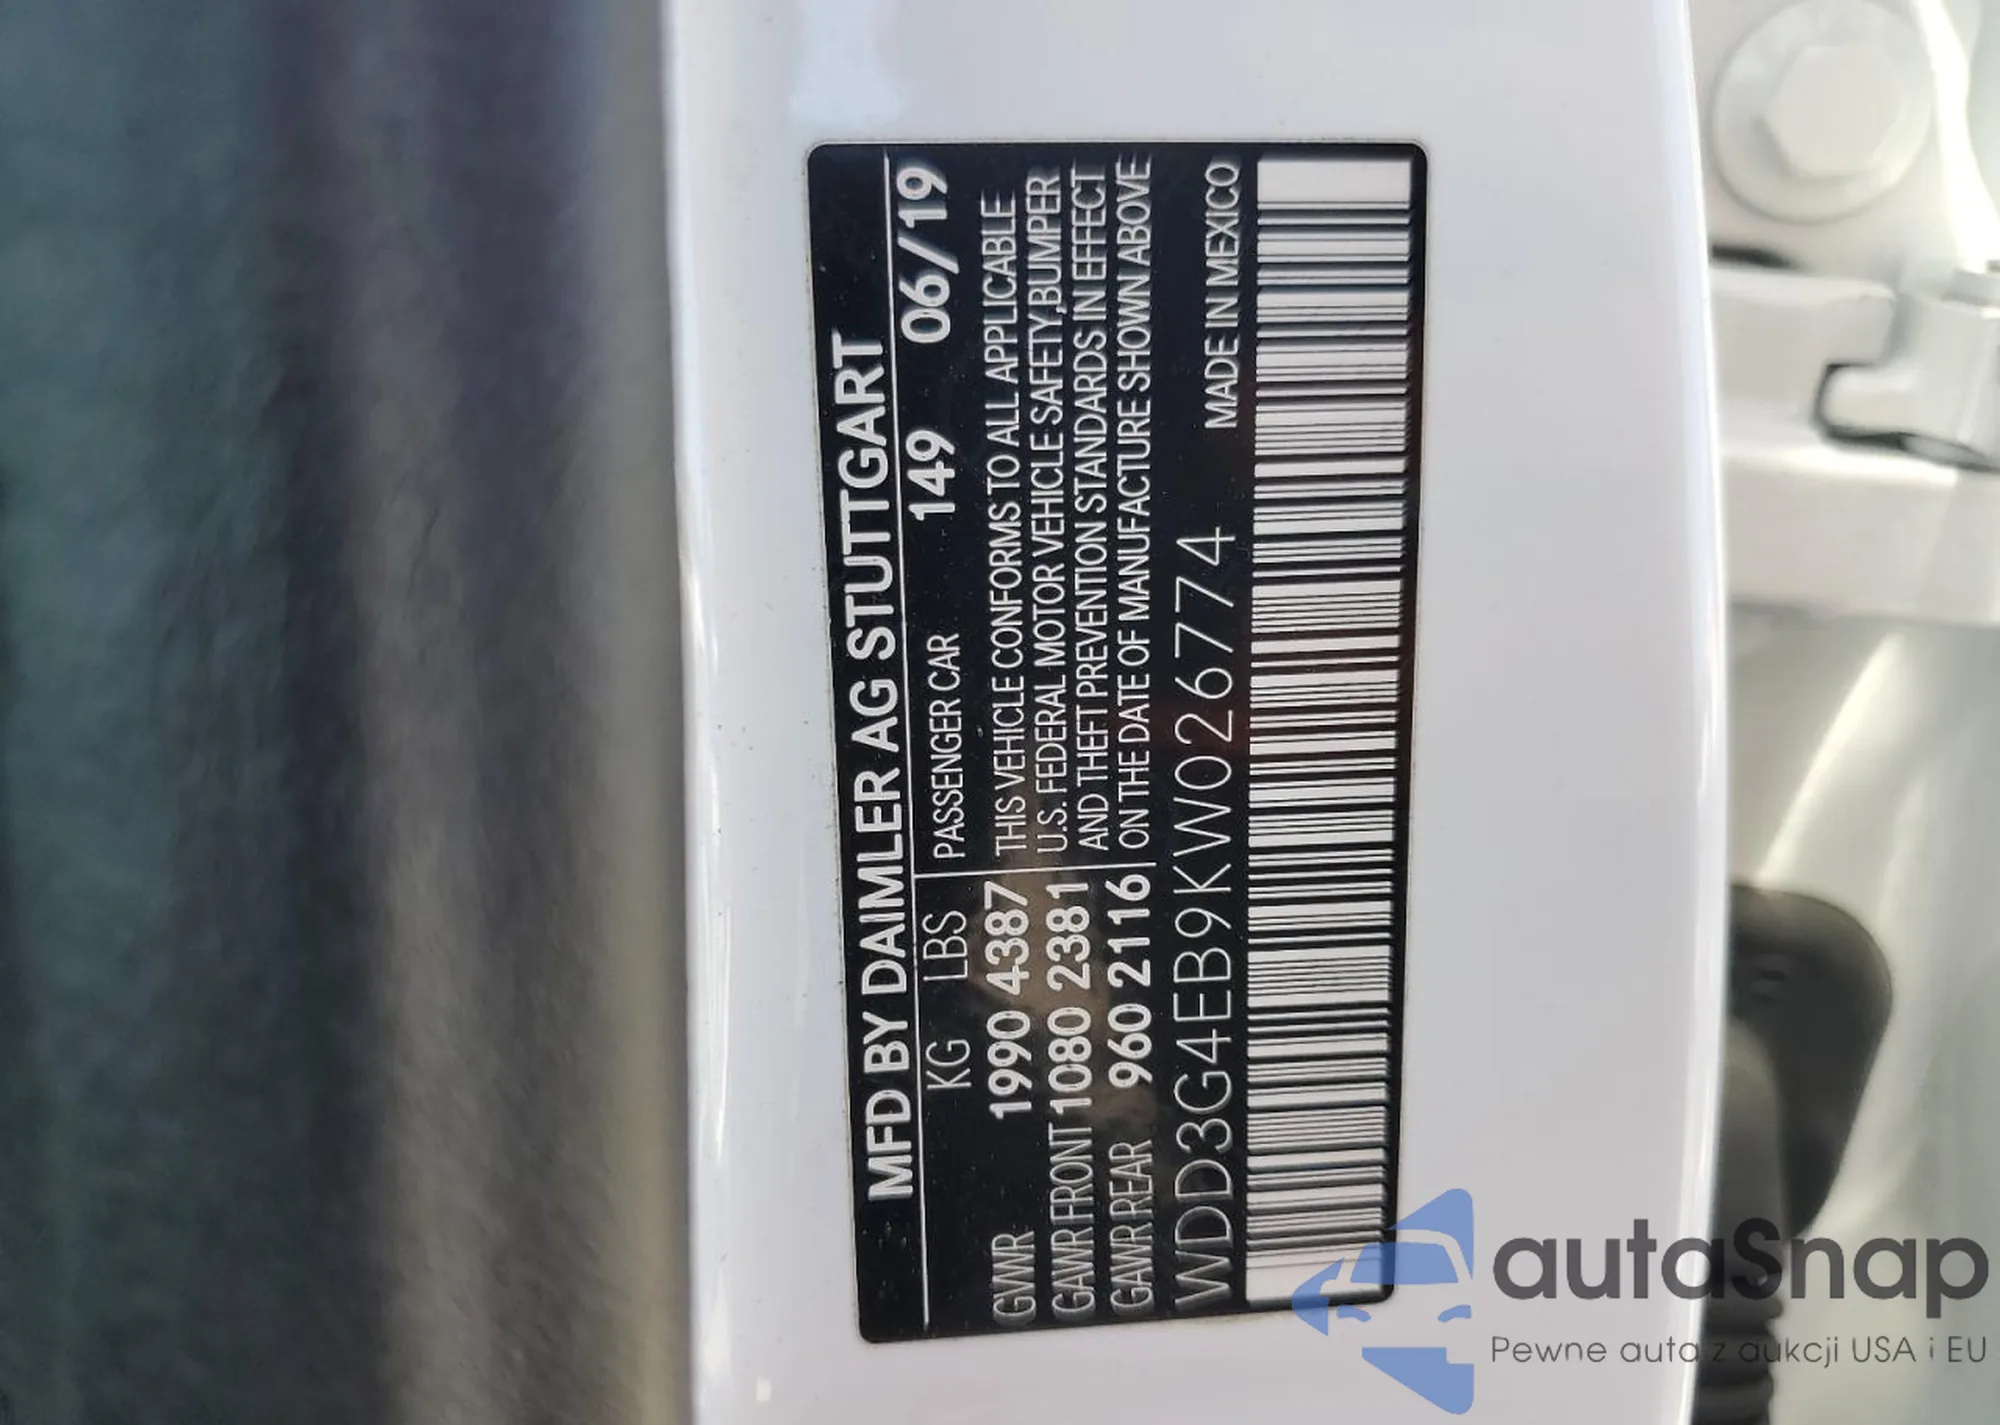 MFD BY DAIMLER AG STUTTGART
KG LBS PASSENGER CAR 149 06/19
GVWR 1990 4387 THIS VEHICLE CONFORMS TO ALL APPLICABLE
GAWR FRONT 1080 2381 U.S. FEDERAL MOTOR VEHICLE SAFETY,BUMPER
GAWR REAR 960 2116 AND THEFT PREVENTION STANDARDS IN EFFECT
ON THE DATE OF MANUFACTURE SHOWN ABOVE
WDD3G4EB9KW026774 MADE IN MEXICO
autaSnap
Pewne auta z aukcji USA i EU